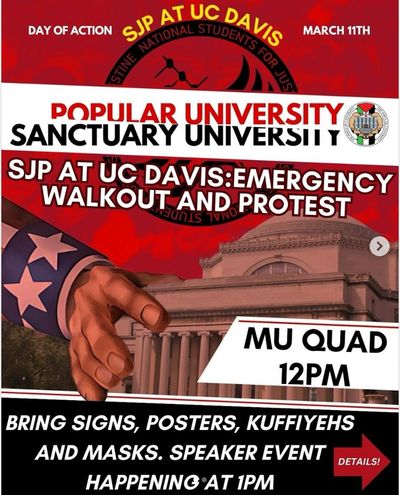 SJP AT UC DAVIS
DAY OF ACTION
MARCH 11TH
NATIONAL STUDENTS FOR JUS
STINE
POPULAR UNIVERSITY
SANCTUARY UNIVERSITY
SJP AT UC DAVIS:EMERGENCY
WALKOUT AND PROTEST
MU QUAD
12PM
BRING SIGNS, POSTERS, KUFFIYEHS
AND MASKS. SPEAKER EVENT
HAPPENING AT 1PM
DETAILS!